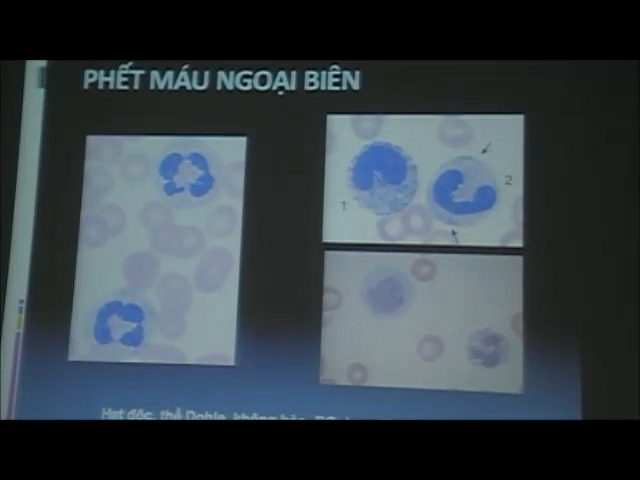 PHẾT MÁU NGOẠI BIÊN
1
2
Hạt độc, thể Dohle, không bào,